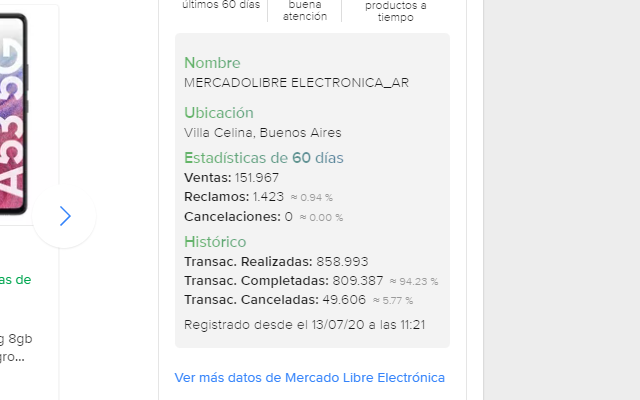 últimos 60 días
buena
atención
productos a
tiempo
A53 5G
Nombre
MERCADOLIBRE ELECTRONICA_AR
Ubicación
Villa Celina, Buenos Aires
Estadísticas de 60 días
Ventas: 151.967
Reclamos: 1.423 ≈ 0.94 %
Cancelaciones: 0 ≈ 0.00 %
Histórico
Transac. Realizadas: 858.993
Transac. Completadas: 809.387 ≈ 94.23 %
Transac. Canceladas: 49.606 ≈ 5.77 %
Registrado desde el 13/07/20 a las 11:21
as de
g 8gb
gro...
Ver más datos de Mercado Libre Electrónica